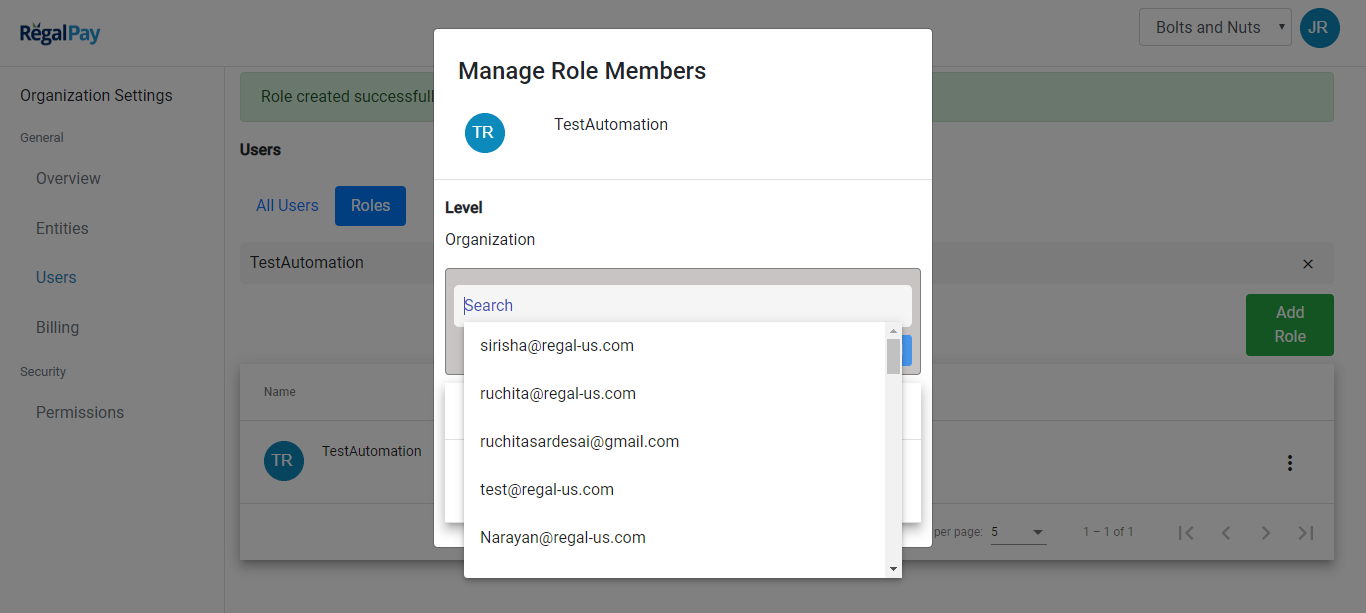 RegalPay
Bolts and Nuts
JR
Organization Settings
General
Overview
Entities
Users
Billing
Security
Permissions
Role created successfull
Users
All Users
Roles
TestAutomation
Add
Role
Name
TR
TestAutomation
per page:
5
1 – 1 of 1
Manage Role Members
TR
TestAutomation
Level
Organization
Search
sirisha@regal-us.com
ruchita@regal-us.com
ruchitasardesai@gmail.com
test@regal-us.com
Narayan@regal-us.com